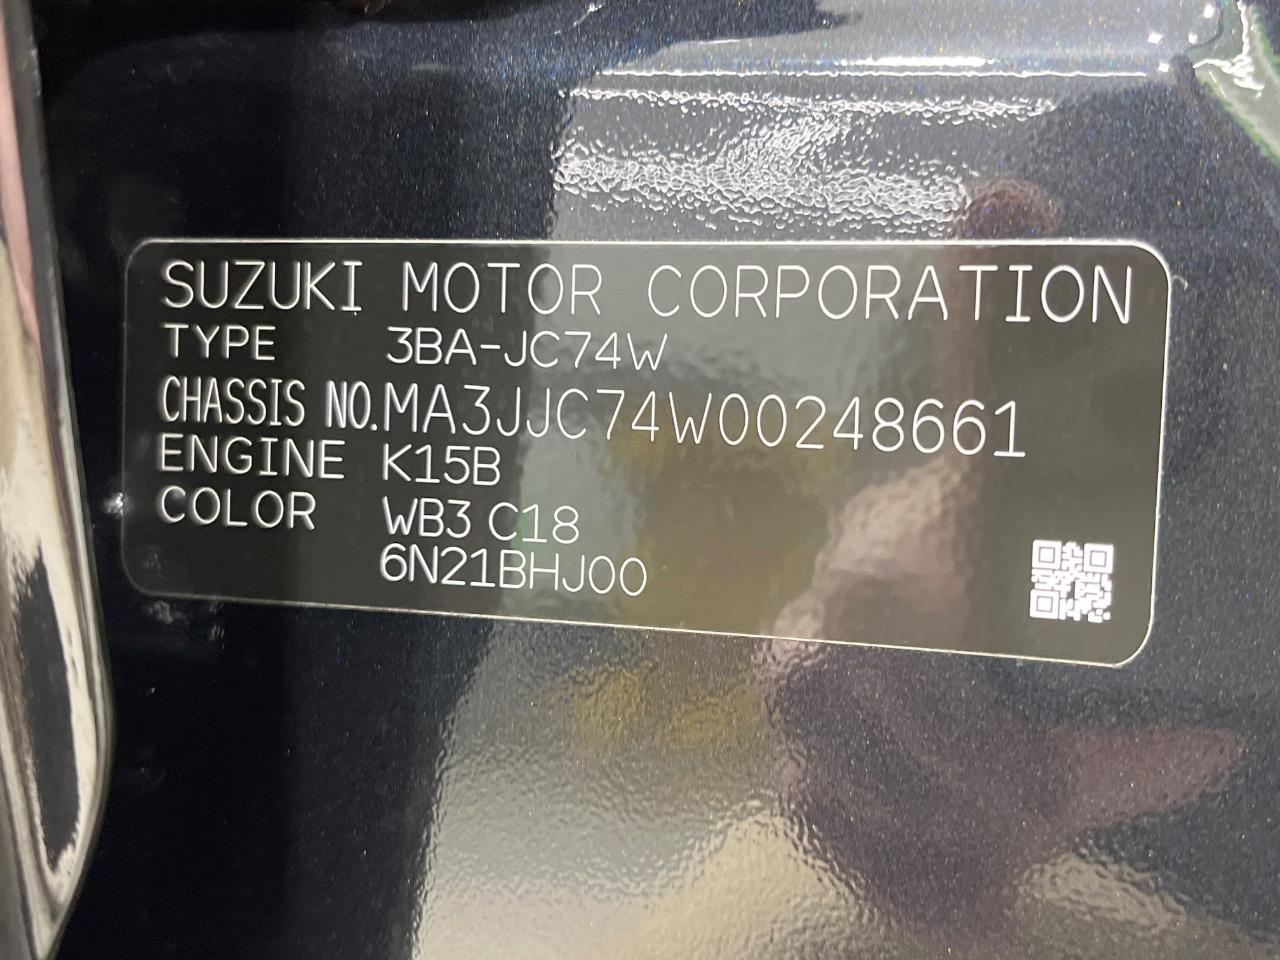 SUZUKI MOTOR CORPORATION
TYPE 3BA-JC74W
CHASSIS NO. MA3JJC74W00248661
ENGINE K15B
COLOR WB3 C18
6N21BHJ00